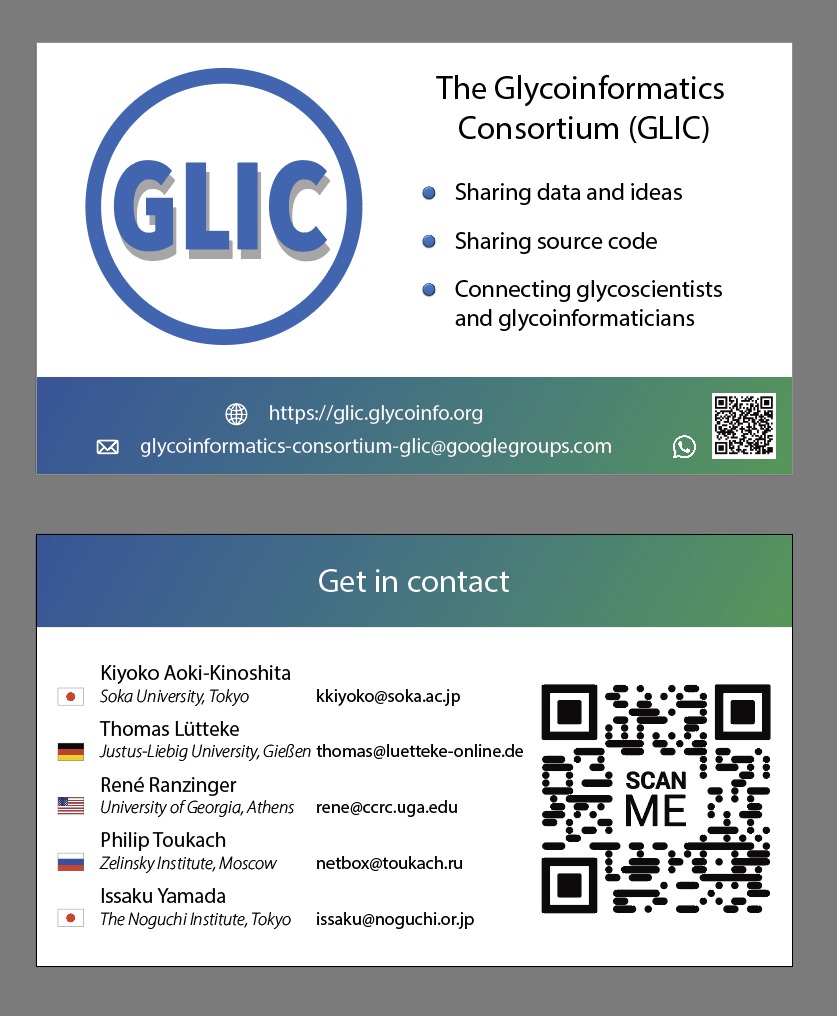 GLIC
The Glycoinformatics
Consortium (GLIC)
Sharing data and ideas
Sharing source code
Connecting glycoscientists
and glycoinformaticians
https://glic.glycoinfo.org
glycoinformatics-consortium-glic@googlegroups.com
Get in contact
Kiyoko Aoki-Kinoshita
Soka University, Tokyo kkiyoko@soka.ac.jp
Thomas Lütteke
Justus-Liebig University, Gießen thomas@luetteke-online.de
René Ranzinger
University of Georgia, Athens rene@ccrc.uga.edu
Philip Toukach
Zelinsky Institute, Moscow netbox@toukach.ru
Issaku Yamada
The Noguchi Institute, Tokyo issaku@noguchi.or.jp
SCAN
ME